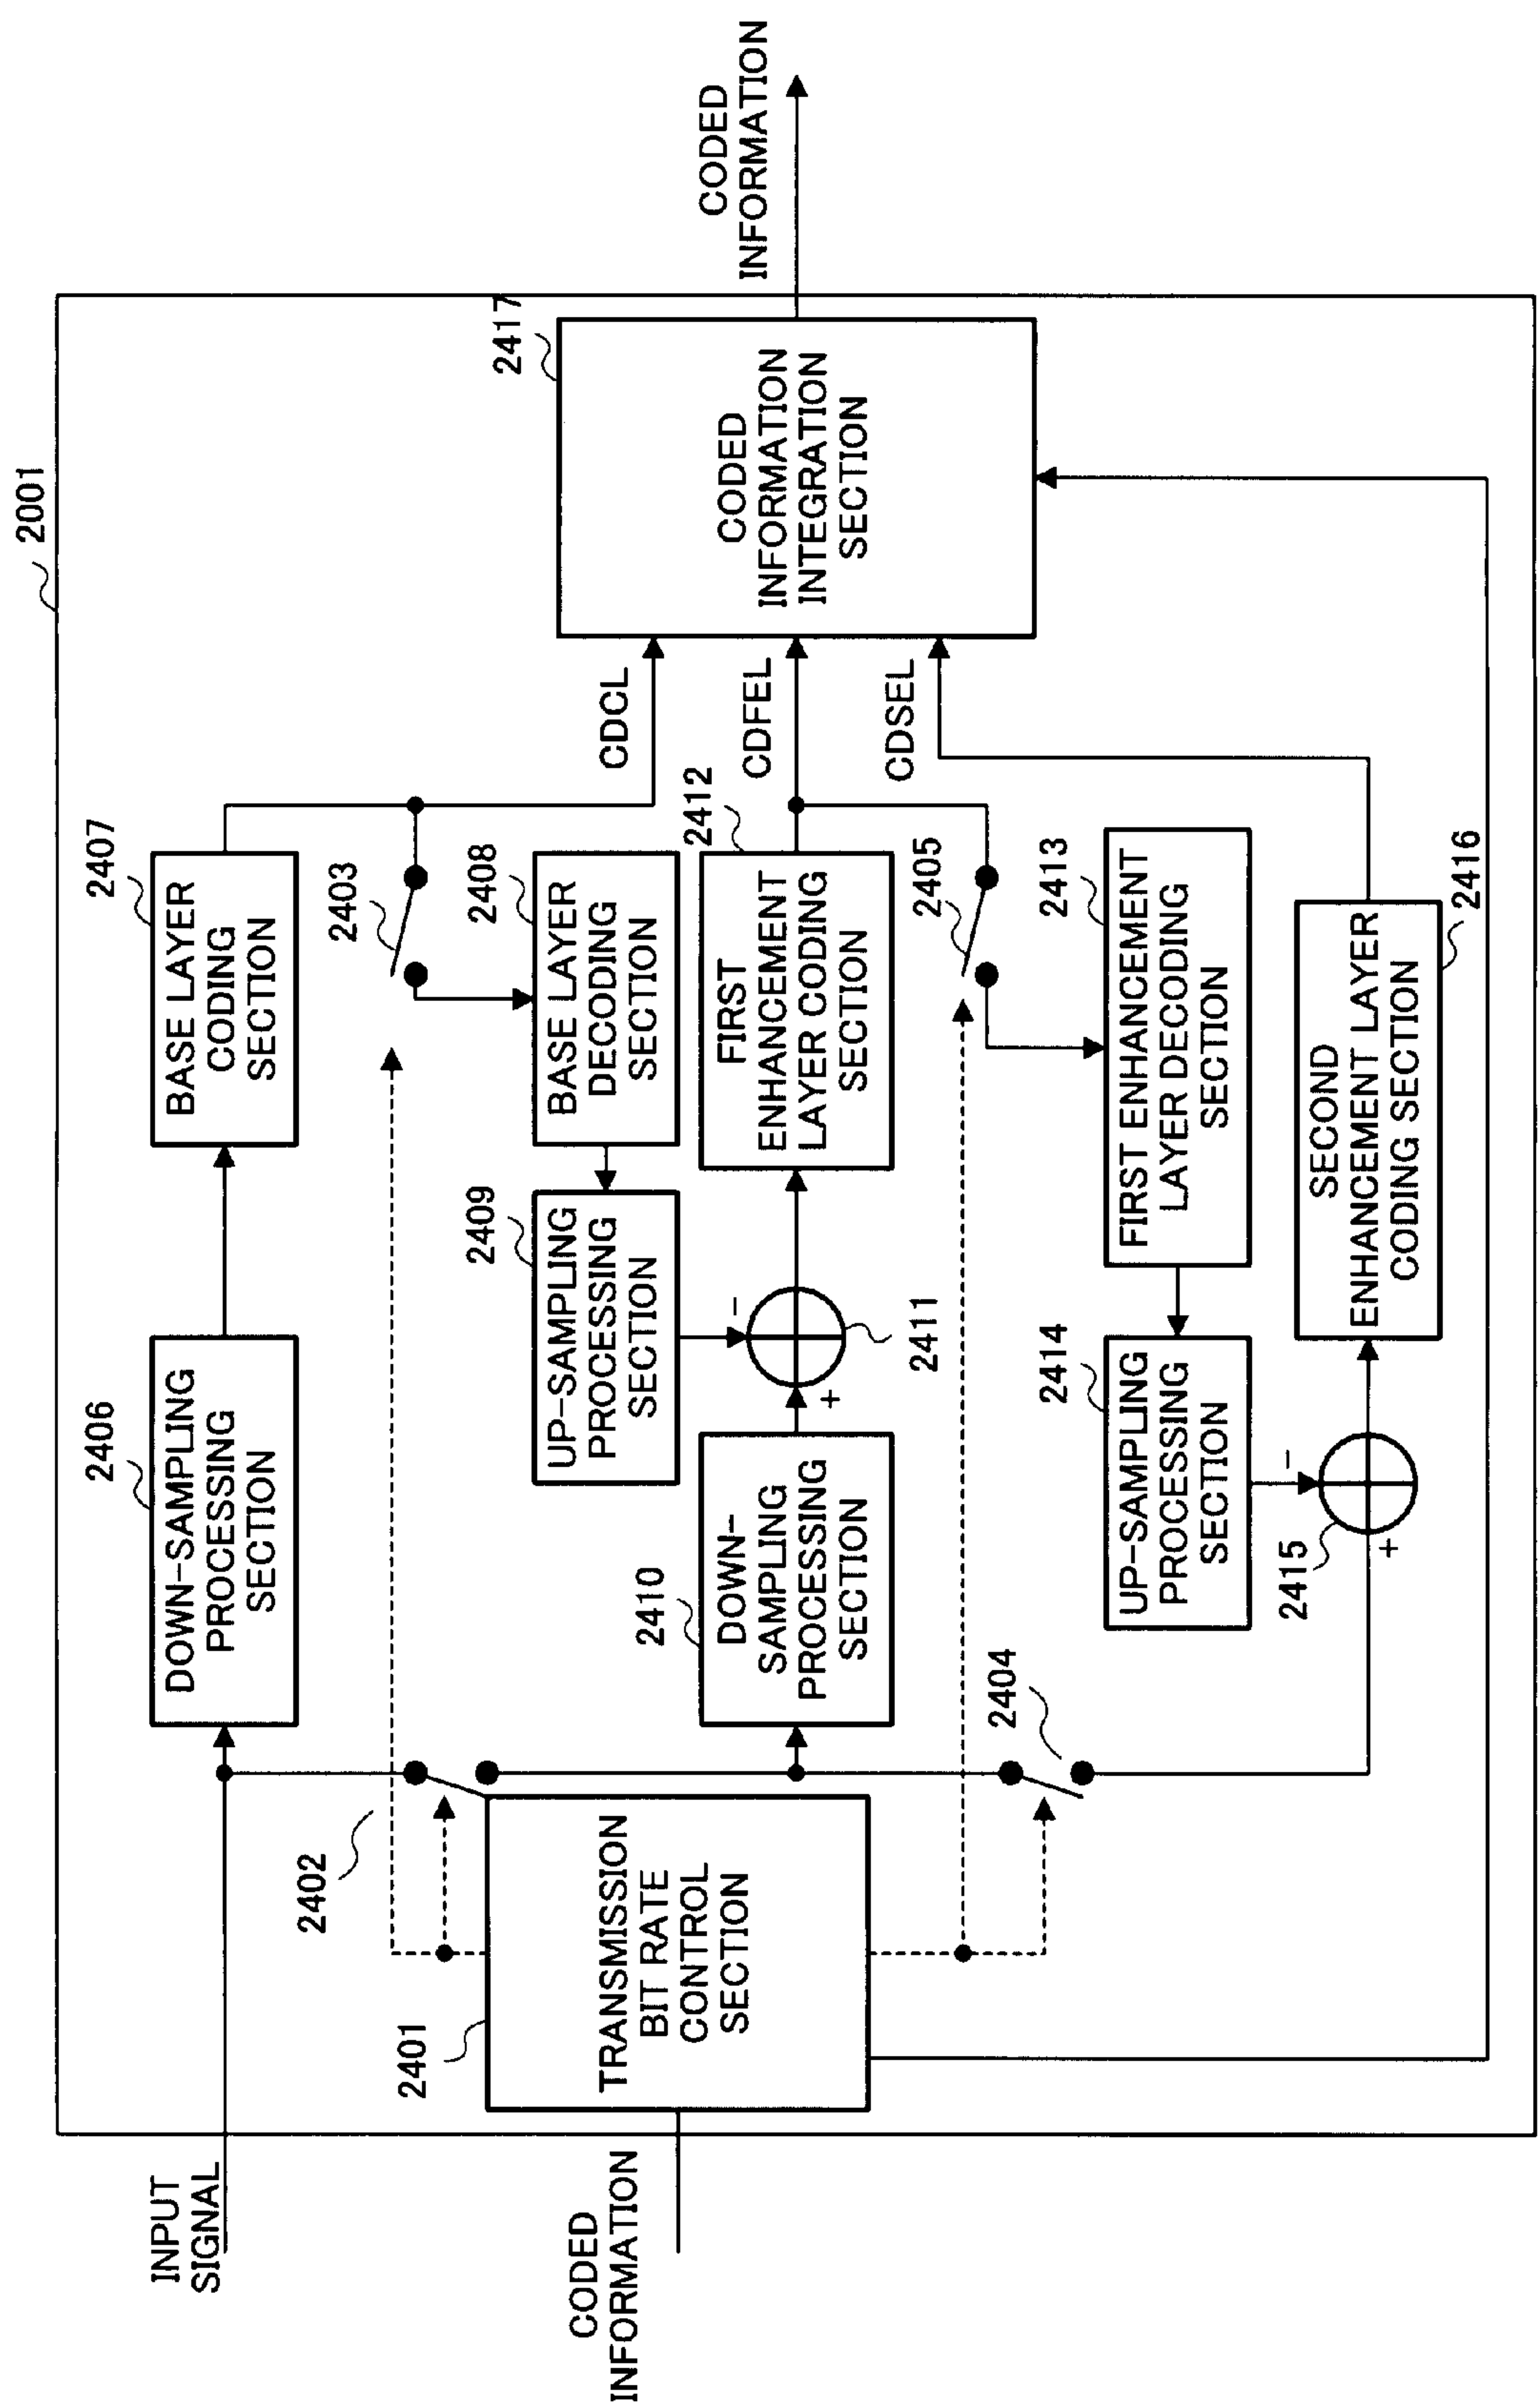 2001
INPUT
SIGNAL
2406
DOWN-SAMPLING
PROCESSING
SECTION
2407
BASE LAYER
CODING
SECTION
2402
2403
CDCL
2417
CODED
INFORMATION
INTEGRATION
SECTION
CODED
INFORMATION
2409
UP-SAMPLING
PROCESSING
SECTION
2408
BASE LAYER
DECODING
SECTION
CODED
INFORMATION
2401
TRANSMISSION
BIT RATE
CONTROL
SECTION
2410
DOWN-
SAMPLING
PROCESSING
SECTION
+
-
2411
2412
FIRST
ENHANCEMENT
LAYER CODING
SECTION
CDFEL
CDSEL
2405
2404
2414
UP-SAMPLING
PROCESSING
SECTION
2413
FIRST ENHANCEMENT
LAYER DECODING
SECTION
2415
-
+
SECOND
ENHANCEMENT LAYER
CODING SECTION
2416